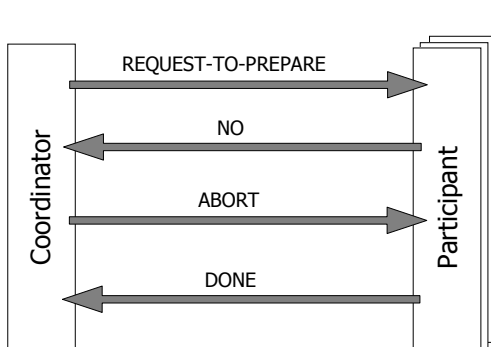 REQUEST-TO-PREPARE
NO
ABORT
DONE
Coordinator
Participant